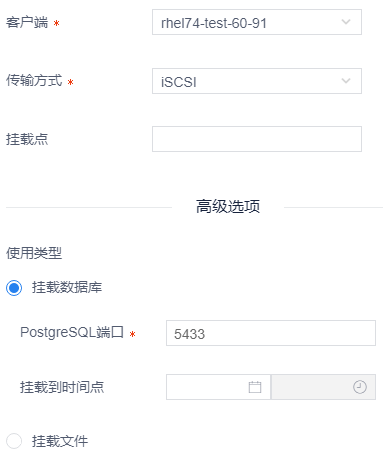 客户端 *
rhel74-test-60-91
传输方式 *
iSCSI
挂载点
高级选项
使用类型
挂载数据库
PostgreSQL端口 *
5433
挂载到时间点
挂载文件